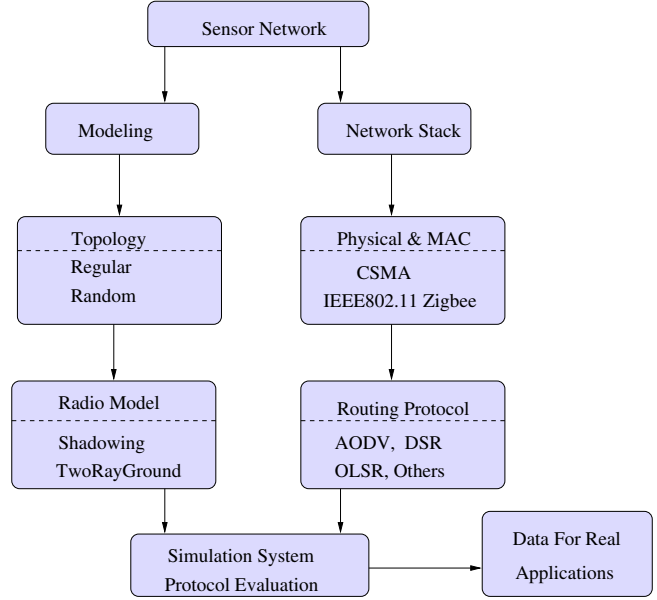 Sensor Network
Modeling
Network Stack
Topology
Regular
Random
Physical & MAC
CSMA
IEEE802.11 Zigbee
Radio Model
Shadowing
TwoRayGround
Routing Protocol
AODV, DSR
OLSR, Others
Simulation System
Protocol Evaluation
Data For Real
Applications